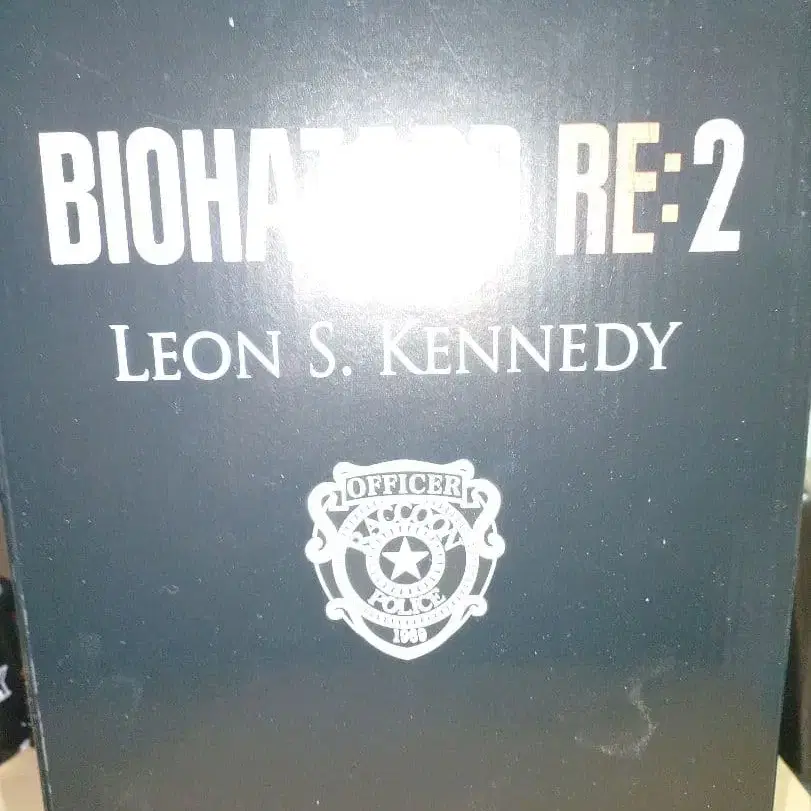 RE:2
LEON S. KENNEDY
OFFICER
RACCOON
POLICE